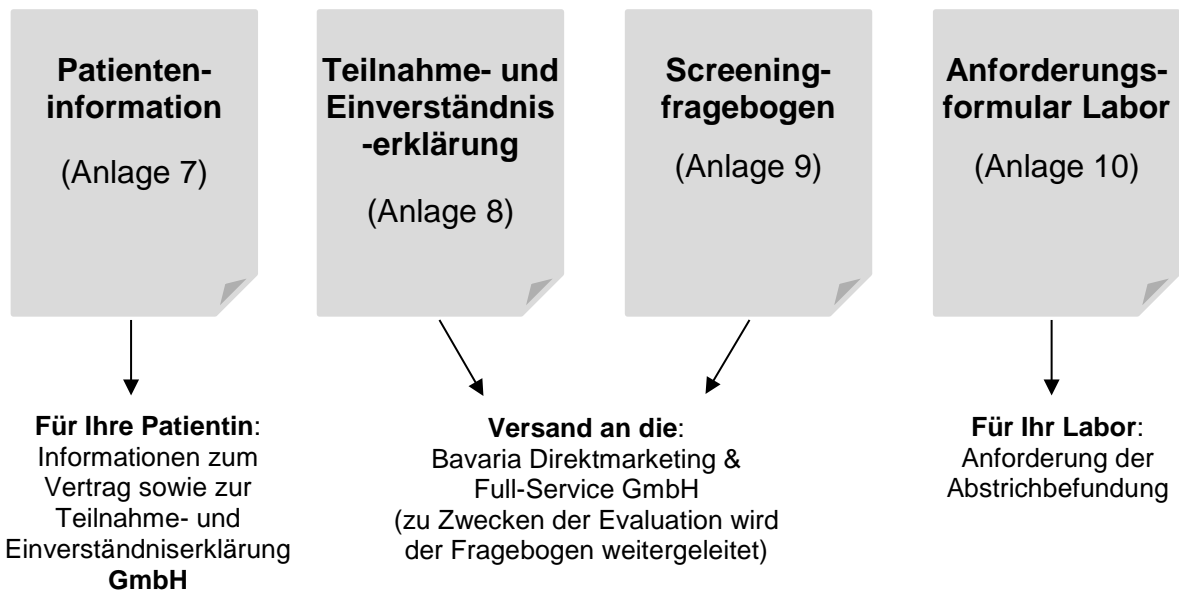 Patienten-
information
(Anlage 7)
Teilnahme- und
Einverständnis
-erklärung
(Anlage 8)
Screening-
fragebogen
(Anlage 9)
Anforderungs-
formular Labor
(Anlage 10)
Für Ihre Patientin:
Informationen zum
Vertrag sowie zur
Teilnahme- und
Einverständniserklärung
GmbH
Versand an die:
Bavaria Direktmarketing &
Full-Service GmbH
(zu Zwecken der Evaluation wird
der Fragebogen weitergeleitet)
Für Ihr Labor:
Anforderung der
Abstrichbefundung